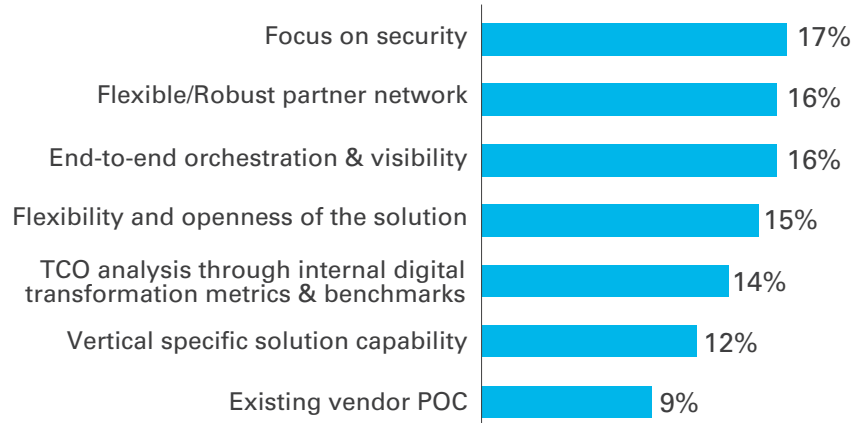 Focus on security 17%
Flexible/Robust partner network 16%
End-to-end orchestration & visibility 16%
Flexibility and openness of the solution 15%
TCO analysis through internal digital
transformation metrics & benchmarks 14%
Vertical specific solution capability 12%
Existing vendor POC 9%